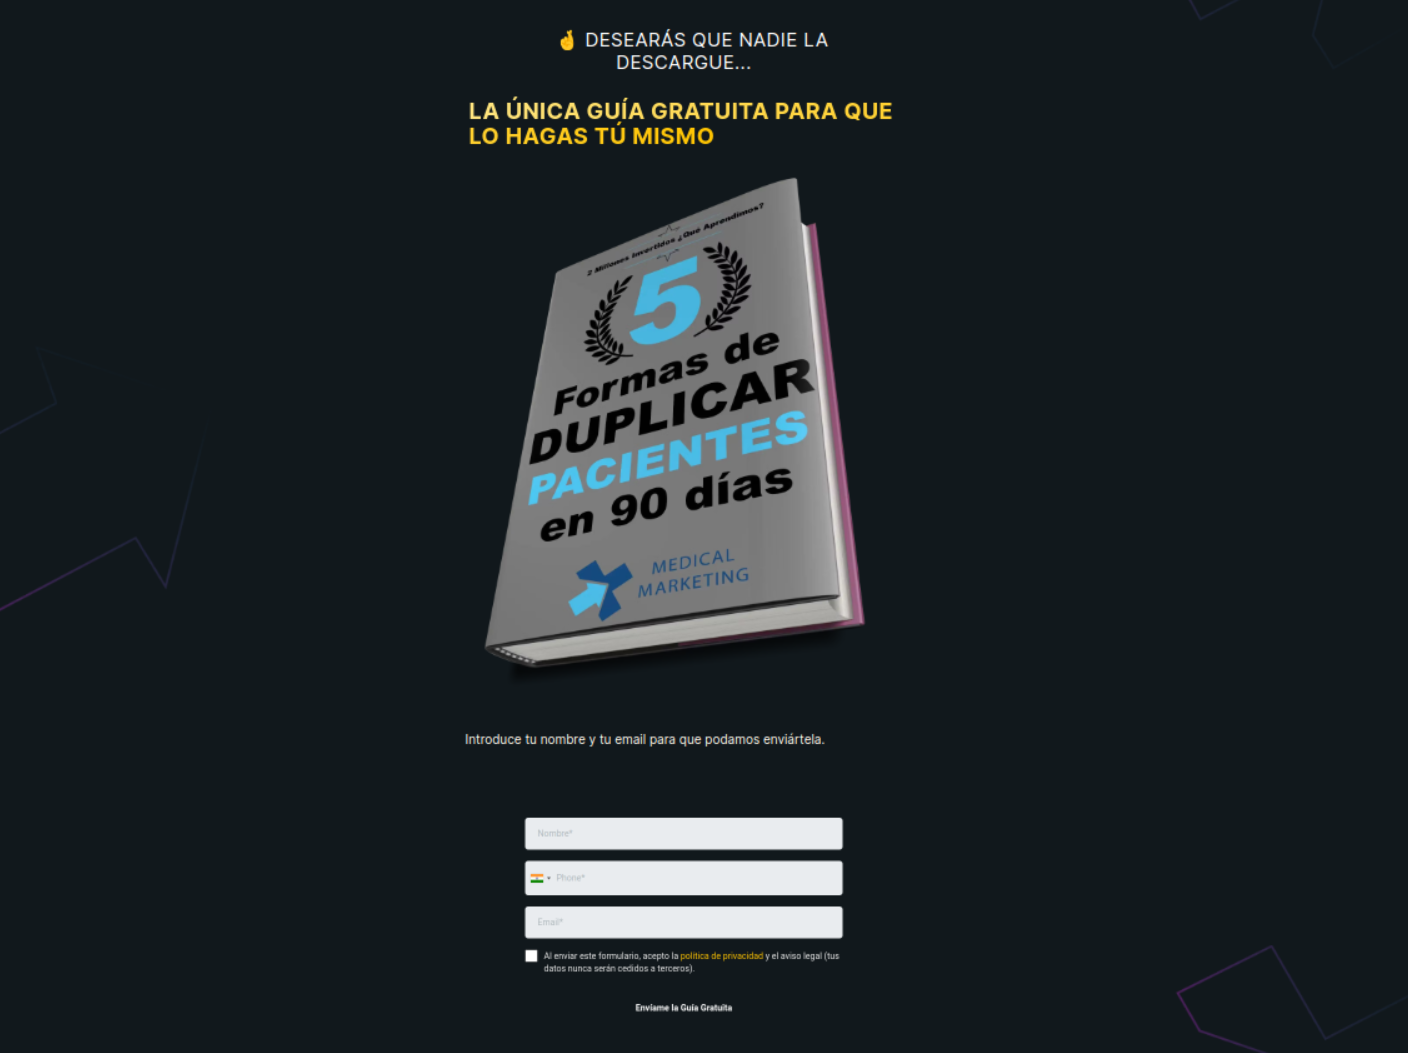 🤞 DESEARÁS QUE NADIE LA
DESCARGUE...
LA ÚNICA GUÍA GRATUITA PARA QUE
LO HAGAS TÚ MISMO
2 Millones Invertidos ¿Que Aprendimos?
5
Formas de
DUPLICAR
PACIENTES
en 90 días
MEDICAL
MARKETING
Introduce tu nombre y tu email para que podamos enviártela.
Nombre*
Phone*
Email*
Al enviar este formulario, acepto la política de privacidad y el aviso legal (tus
datos nunca serán cedidos a terceros).
Envíame la Guía Gratuita